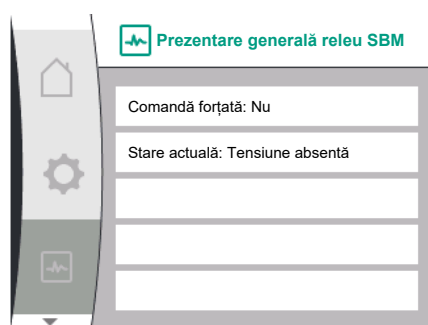 Prezentare generală releu SBM
Comandă forțată: Nu
Stare actuală: Tensiune absentă